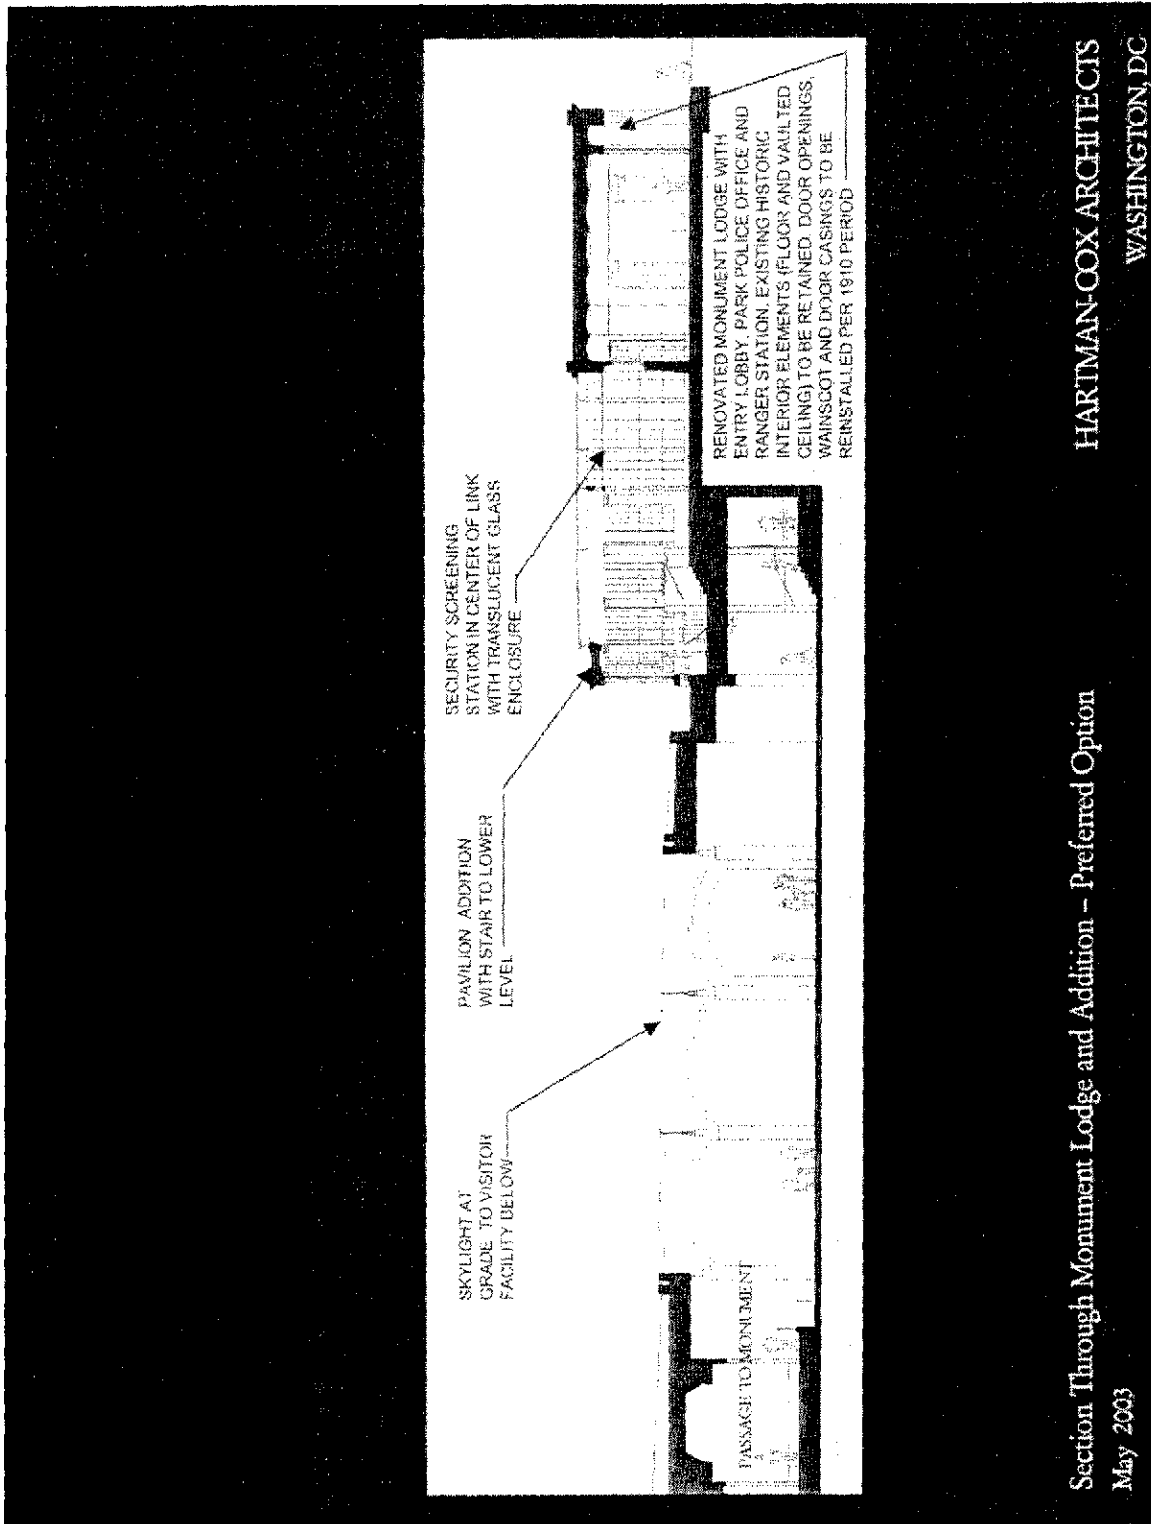 SKYLIGHT AT
GRADE TO VISITOR
FACILITY BELOW
PAVILION ADDITION
WITH STAIR TO LOWER
LEVEL
SECURITY SCREENING
STATION IN CENTER OF LINK
WITH TRANSLUCENT GLASS
ENCLOSURE
RENOVATED MONUMENT LODGE WITH
ENTRY LOBBY, PARK POLICE OFFICE AND
RANGER STATION. EXISTING HISTORIC
INTERIOR ELEMENTS (FLOOR AND VAULTED
CEILING) TO BE RETAINED. DOOR OPENINGS,
WAINSCOT AND DOOR CASINGS TO BE
REINSTALLED PER 1910 PERIOD
PASSAGE TO MONUMENT
Section Through Monument Lodge and Addition – Preferred Option
May 2003
HARTMAN-COX ARCHITECTS
WASHINGTON, DC